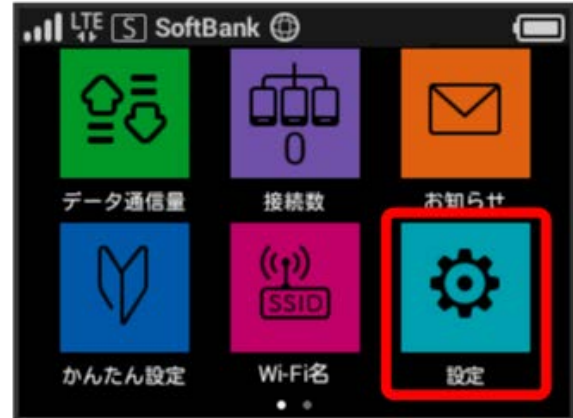 LTE S SoftBank
0
データ通信量 接続数 お知らせ
SSID
かんたん設定 Wi-Fi名 設定